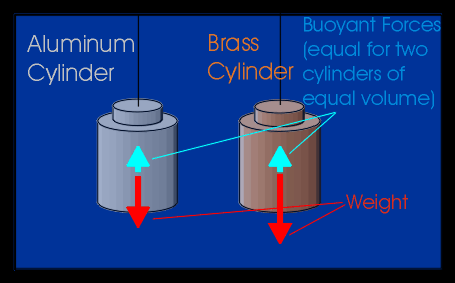 Aluminum
Cylinder
Brass
Cylinder
Buoyant Forces
(equal for two
cylinders of
equal volume)
Weight